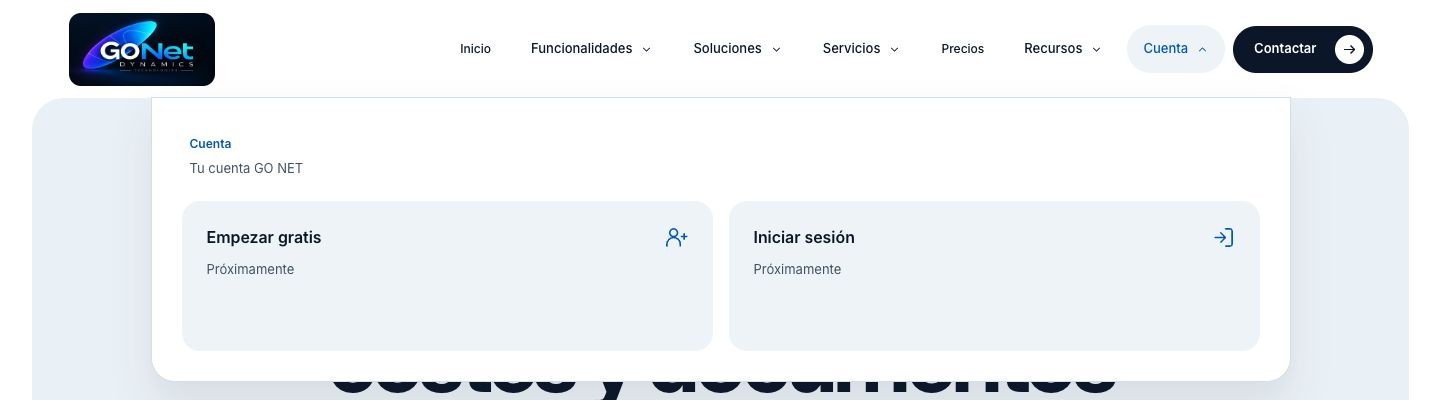 GONet
DYNAMICS
Inicio
Funcionalidades
Soluciones
Servicios
Precios
Recursos
Cuenta
Contactar
Cuenta
Tu cuenta GO NET
Empezar gratis
Próximamente
Iniciar sesión
Próximamente